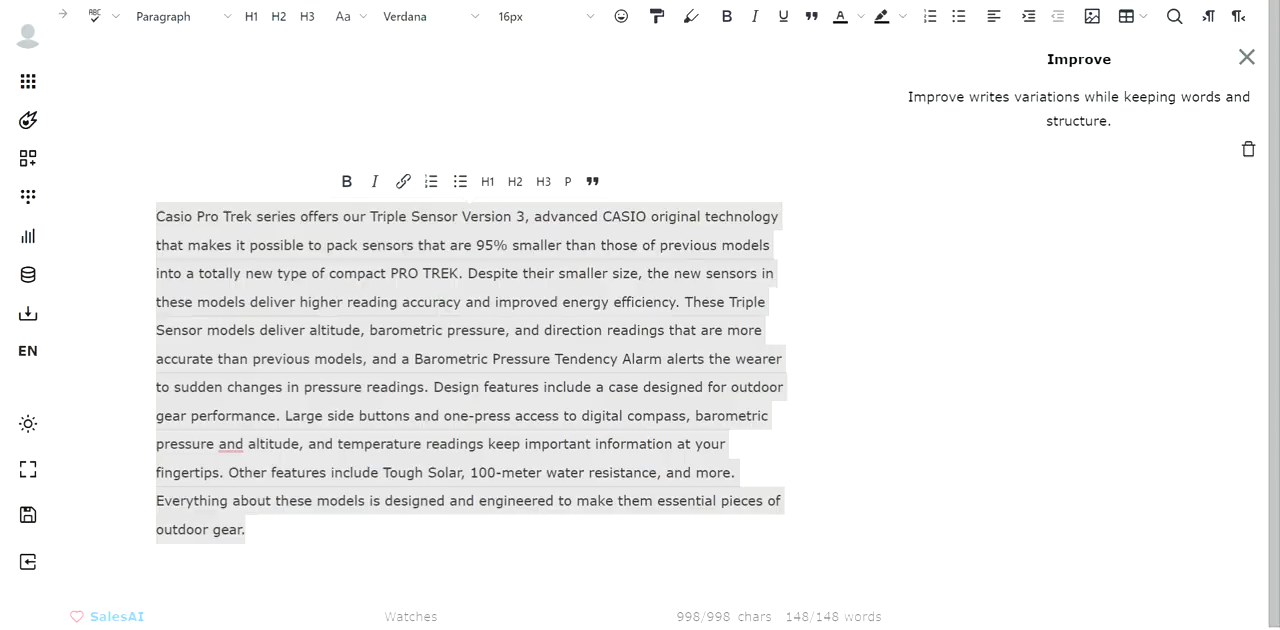 Paragraph H1 H2 H3 Aa Verdana 16px B I U A
Improve
Improve writes variations while keeping words and
structure.
B I H1 H2 H3 P
Casio Pro Trek series offers our Triple Sensor Version 3, advanced CASIO original technology
that makes it possible to pack sensors that are 95% smaller than those of previous models
into a totally new type of compact PRO TREK. Despite their smaller size, the new sensors in
these models deliver higher reading accuracy and improved energy efficiency. These Triple
Sensor models deliver altitude, barometric pressure, and direction readings that are more
accurate than previous models, and a Barometric Pressure Tendency Alarm alerts the wearer
to sudden changes in pressure readings. Design features include a case designed for outdoor
gear performance. Large side buttons and one-press access to digital compass, barometric
pressure and altitude, and temperature readings keep important information at your
fingertips. Other features include Tough Solar, 100-meter water resistance, and more.
Everything about these models is designed and engineered to make them essential pieces of
outdoor gear.
EN
SalesAI Watches 998/998 chars 148/148 words